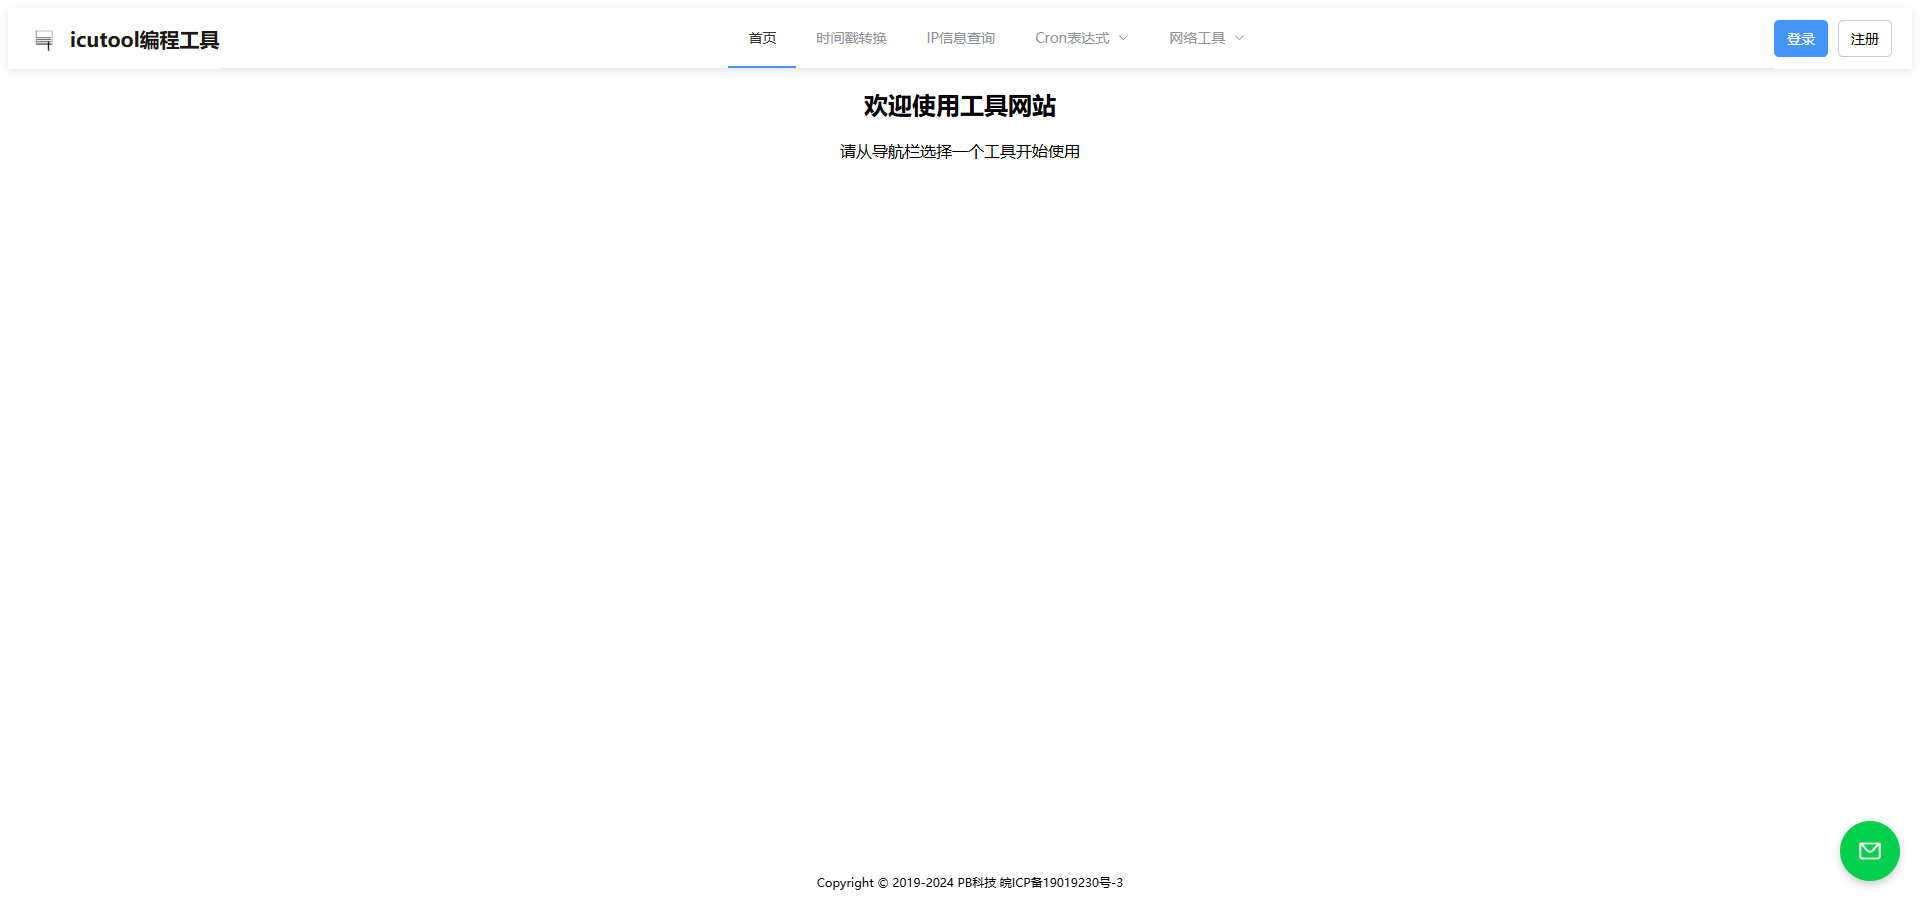 icutool编程工具
首页 时间戳转换 IP信息查询 Cron表达式 网络工具
登录 注册
欢迎使用工具网站
请从导航栏选择一个工具开始使用
Copyright © 2019-2024 PB科技 皖ICP备19019230号-3